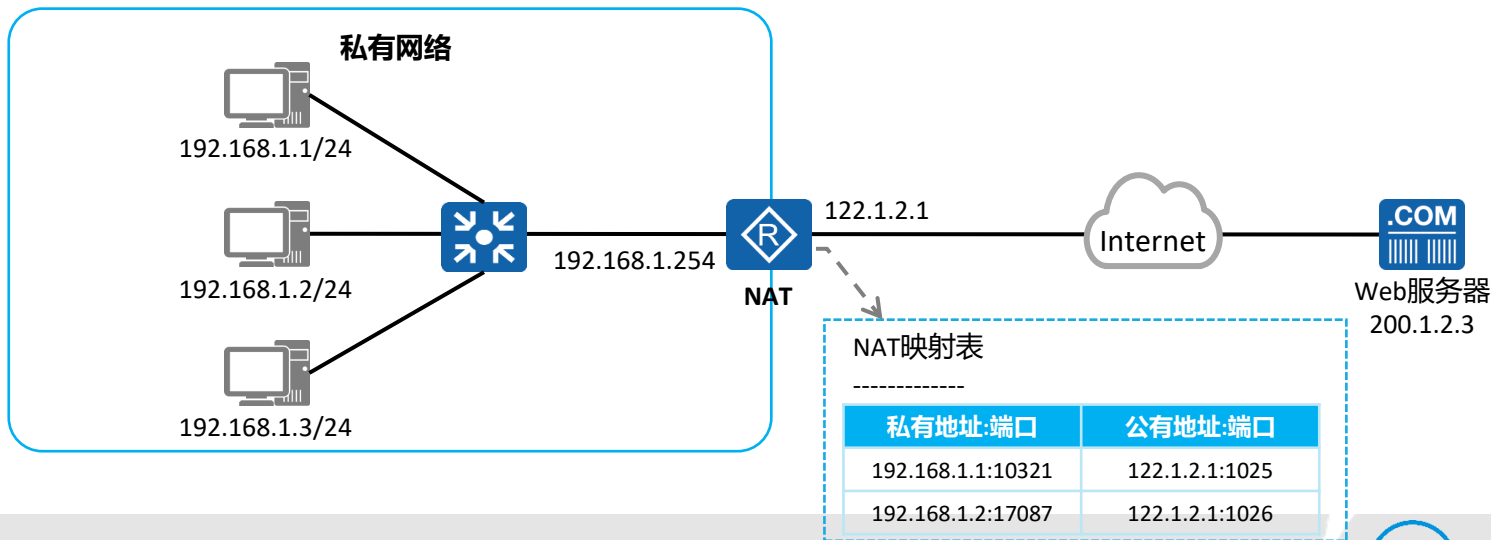 私有网络
192.168.1.1/24
192.168.1.2/24
192.168.1.3/24
192.168.1.254
R
NAT
122.1.2.1
Internet
.COM
Web服务器
200.1.2.3
NAT映射表
-------------
私有地址:端口 公有地址:端口
192.168.1.1:10321 122.1.2.1:1025
192.168.1.2:17087 122.1.2.1:1026